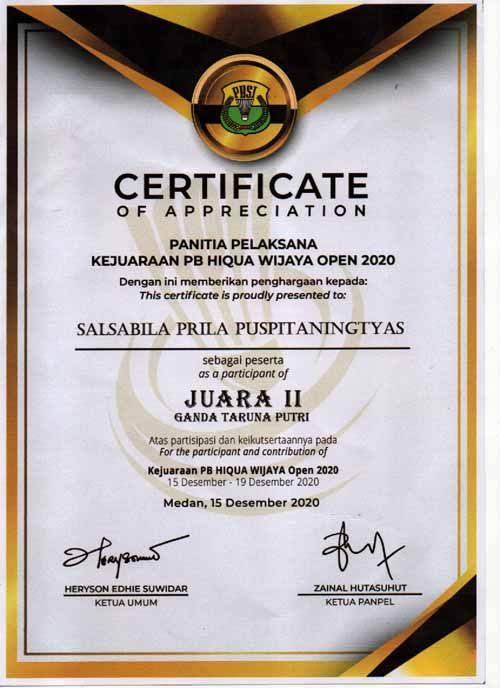 PBSI
CERTIFICATE
OF APPRECIATION
PANITIA PELAKSANA
KEJUARAAN PB HIQUA WIJAYA OPEN 2020
Dengan ini memberikan penghargaan kepada:
This certificate is proudly presented to:
SALSABILA PRILA PUSPITANINGTYAS
sebagai peserta
as a participant of
JUARA II
GANDA TARUNA PUTRI
Atas partisipasi dan keikutsertaannya pada
For the participant and contribution of
Kejuaraan PB HIQUA WIJAYA Open 2020
15 Desember - 19 Desember 2020
Medan, 15 Desember 2020
HERYSON EDHIE SUWIDAR
KETUA UMUM
ZAINAL HUTASUHUT
KETUA PANPEL